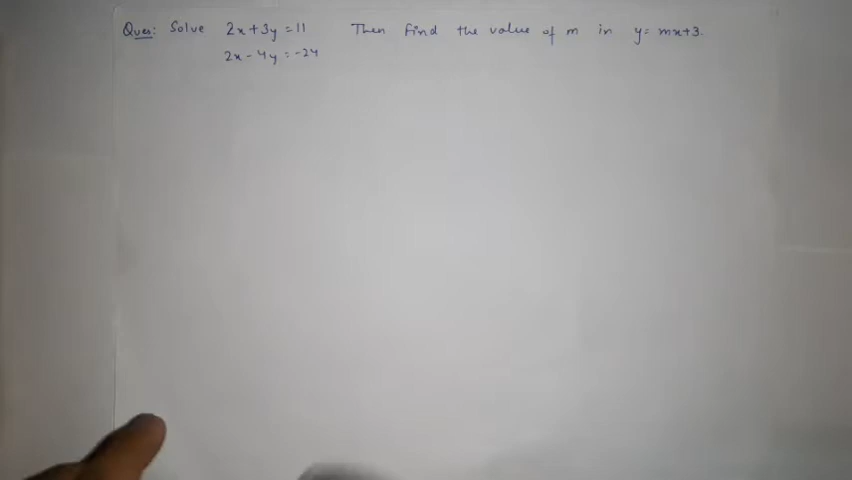 Ques: Solve 2x+3y=11 Then find the value of m in y=mx+3.
2x-4y=-24